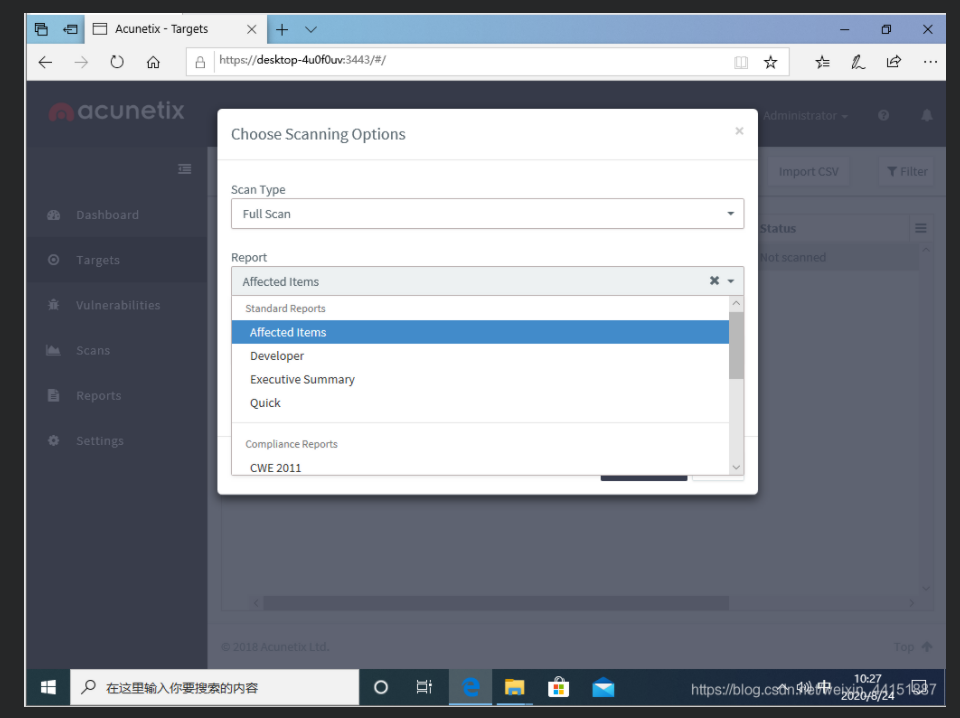 Acunetix - Targets
https://desktop-4u0f0uv:3443/#/
acunetix
Administrator
Choose Scanning Options
Import CSV
Filter
Scan Type
Full Scan
Dashboard
Status
Targets
Report
Not scanned
Affected Items
Vulnerabilities
Standard Reports
Affected Items
Scans
Developer
Executive Summary
Reports
Quick
Settings
Compliance Reports
CWE 2011
© 2018 Acunetix Ltd.
Top
在这里输入你要搜索的内容
中
10:27
2020/8/24
https://blog.csdn.net/weixin_44151887